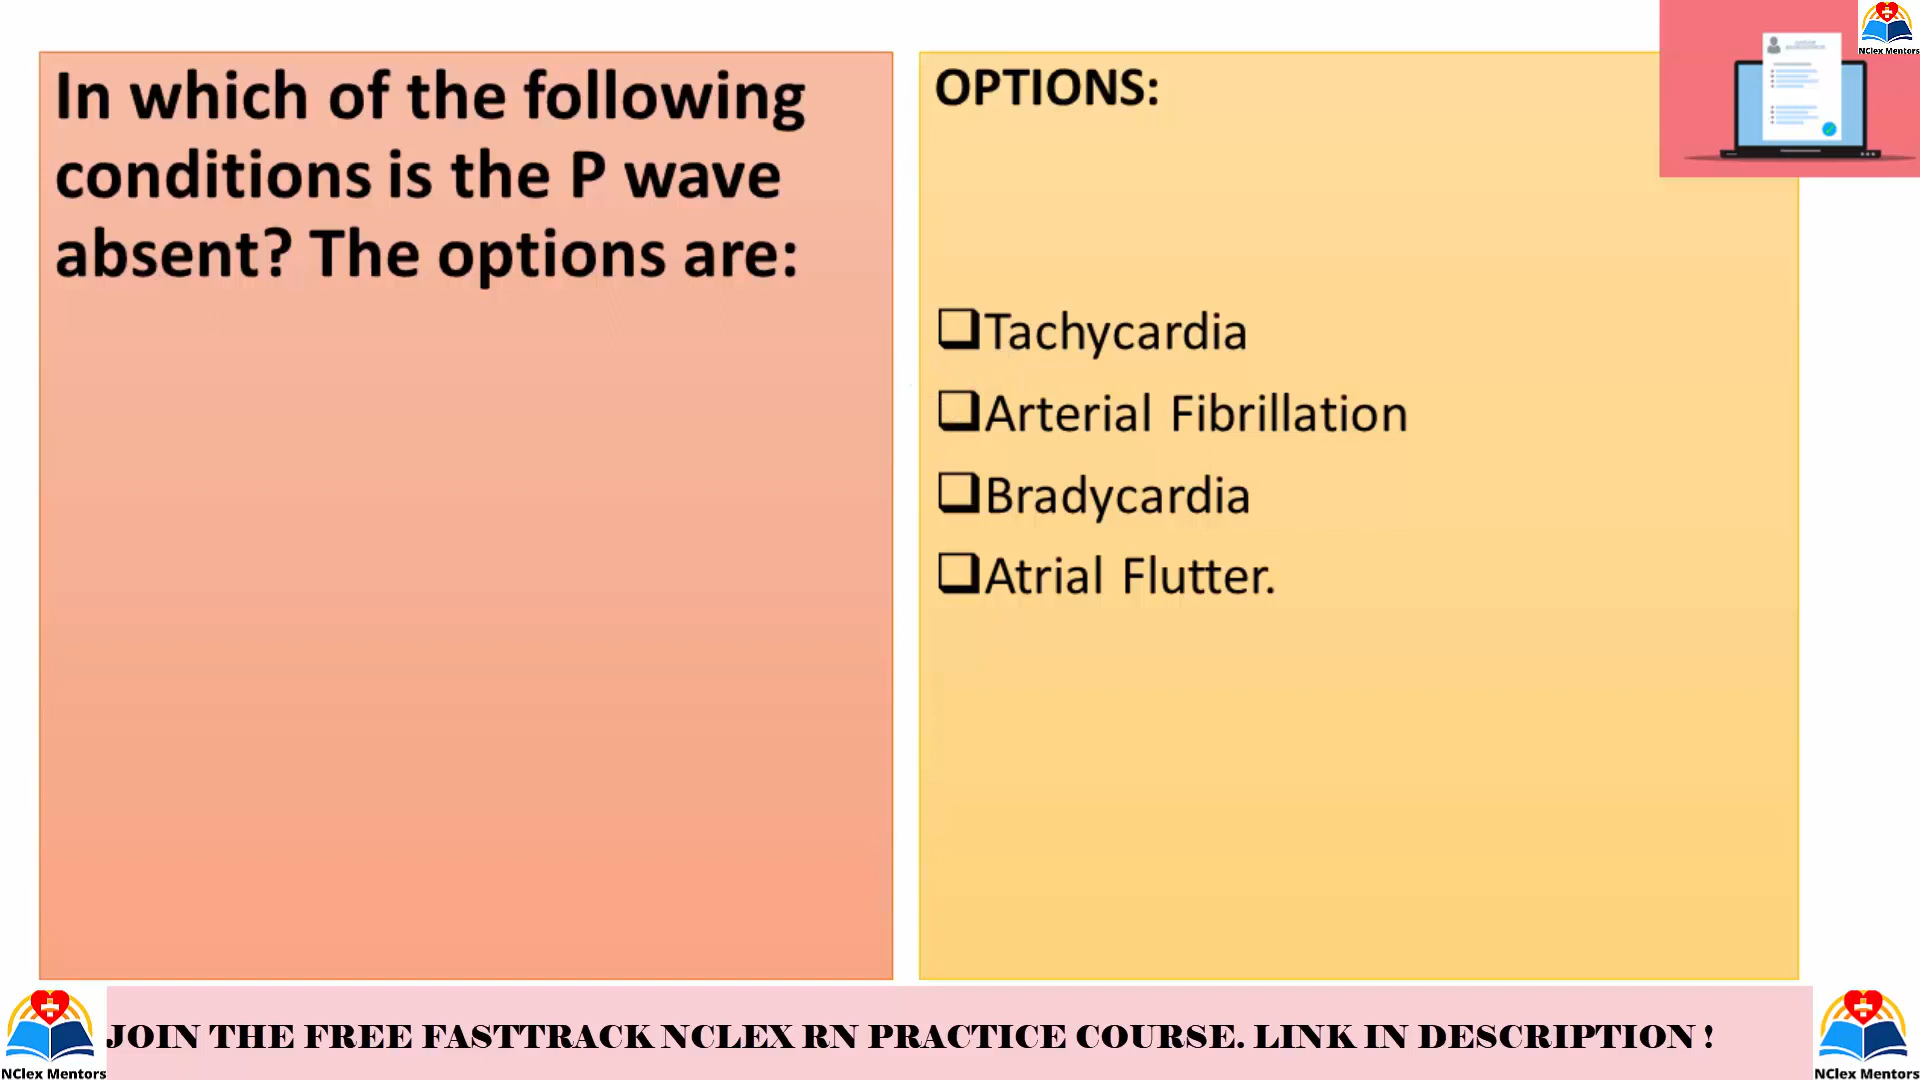 In which of the following
conditions is the P wave
absent? The options are:
OPTIONS:
Tachycardia
Arterial Fibrillation
Bradycardia
Atrial Flutter.
NClex Mentors
JOIN THE FREE FASTTRACK NCLEX RN PRACTICE COURSE. LINK IN DESCRIPTION !
NClex Mentors
NClex Mentors